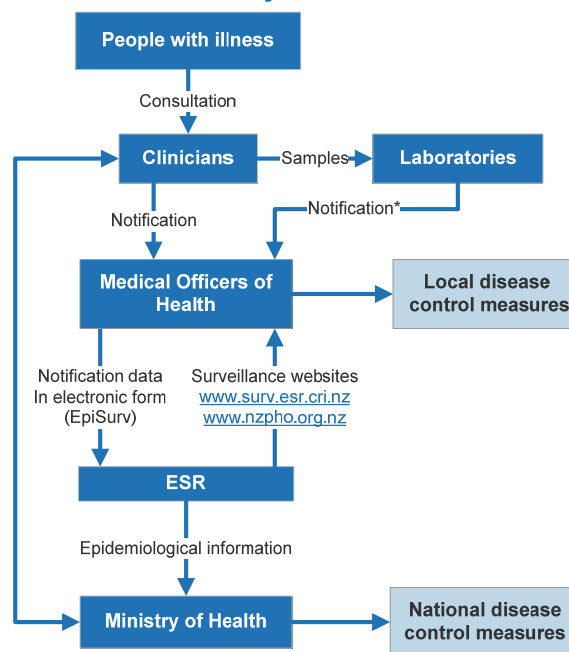 People with illness
Consultation
Clinicians
Samples
Laboratories
Notification
Notification*
Medical Officers of
Health
Local disease
control measures
Notification data
In electronic form
(EpiSurv)
Surveillance websites
www.surv.esr.cri.nz
www.nzpho.org.nz
ESR
Epidemiological information
Ministry of Health
National disease
control measures